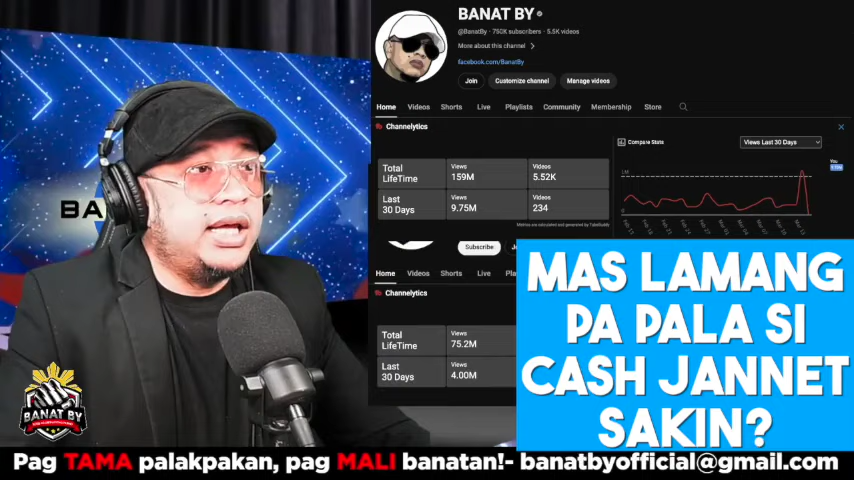 BANAT BY
@BanatBy · 750K subscribers · 5.5K videos
More about this channel
facebook.com/BanatBy
Join Customize channel Manage videos
Home Videos Shorts Live Playlists Community Membership Store
Channelytics
Compare Stats
Views Last 30 Days
Total LifeTime
Views
159M
Videos
5.52K
Last 30 Days
Views
9.75M
Videos
234
1M
0
You
Subscribe
Home Videos Shorts Live
Channelytics
Total LifeTime
Views
75.2M
Last 30 Days
Views
4.00M
BA
MAS LAMANG
PA PALA SI
CASH JANNET
SAKIN?
BANAT BY
Pag TAMA palakpakan, pag MALI banatan!- banatbyofficial@gmail.com